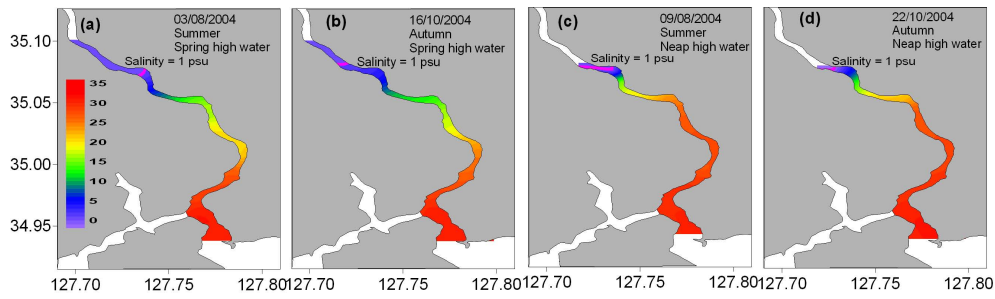 (a) 03/08/2004
Summer
Spring high water
Salinity = 1 psu
(b) 16/10/2004
Autumn
Spring high water
Salinity = 1 psu
(c) 09/08/2004
Summer
Neap high water
Salinity = 1 psu
(d) 22/10/2004
Autumn
Neap high water
Salinity = 1 psu
35.10
35.05
35.00
34.95
35
30
25
20
15
10
5
0
127.70 127.75 127.80
127.70 127.75 127.80
127.70 127.75 127.80
127.70 127.75 127.80